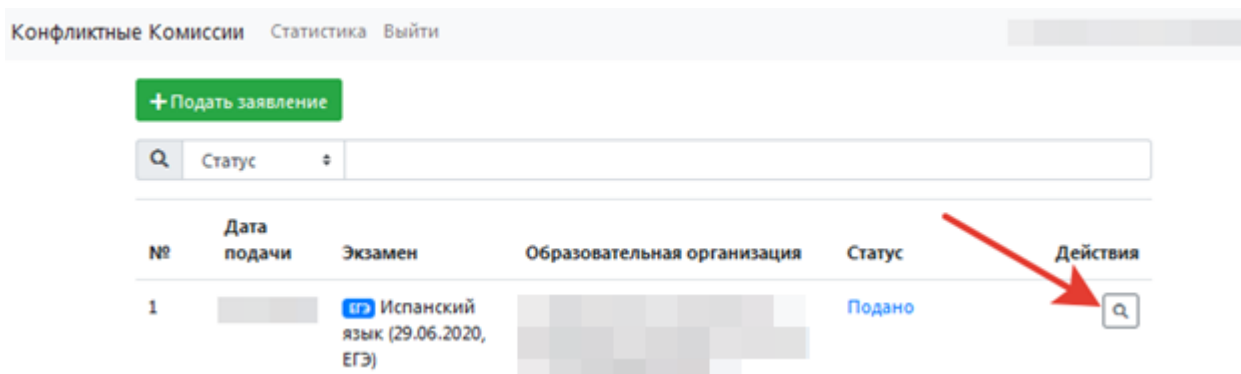 Конфликтные Комиссии Статистика Выйти
+ Подать заявление
Статус
Дата
№ подачи Экзамен Образовательная организация Статус Действия
1 ЕГЭ Испанский Подано
язык (29.06.2020,
ЕГЭ)